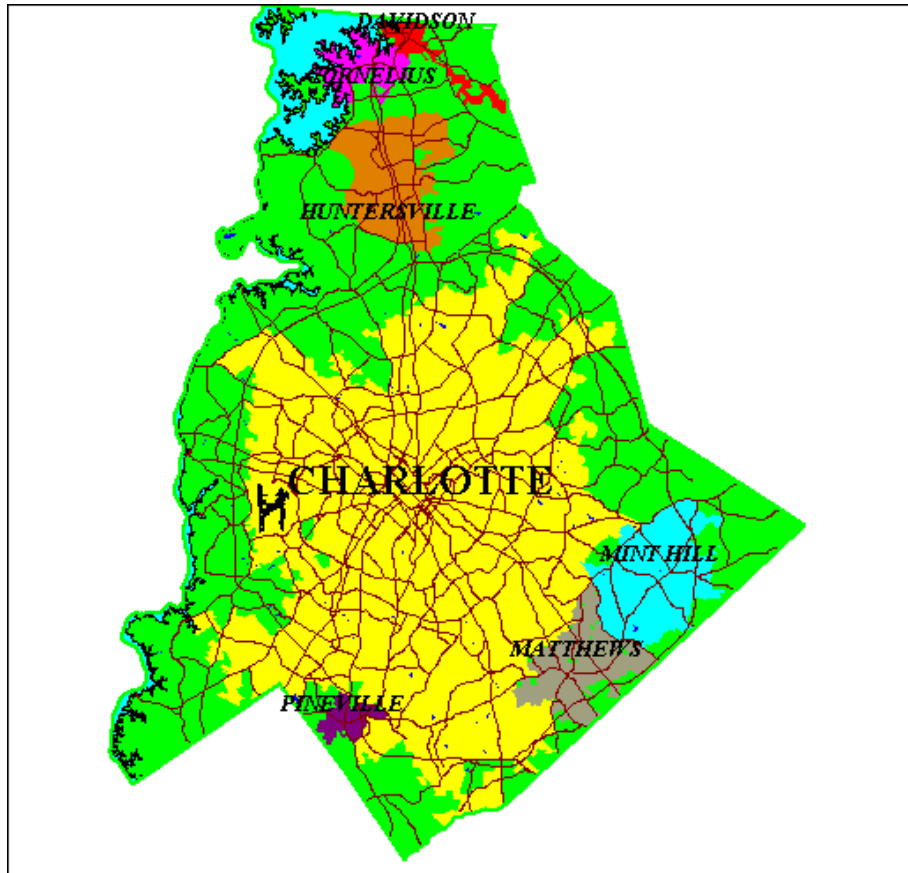 DAVIDSON
CORNELIUS
HUNTERSVILLE
CHARLOTTE
MINT HILL
MATTHEWS
PINEVILLE